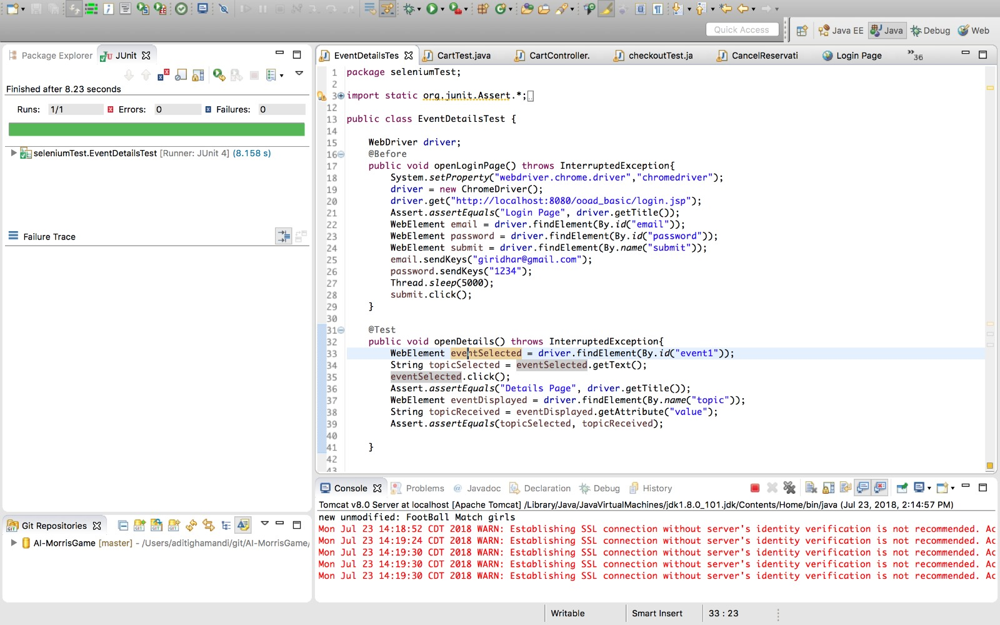 Quick Access
Java EE
Java
Debug
Web
Package Explorer
JUnit
Finished after 8.23 seconds
Runs: 1/1 Errors: 0 Failures: 0
seleniumTest.EventDetailsTest [Runner: JUnit 4] (8.158 s)
Failure Trace
Git Repositories
AI-MorrisGame [master] - /Users/aditighamandi/git/AI-MorrisGame/
EventDetailsTes
CartTest.java
CartController.
checkoutTest.ja
CancelReservati
Login Page
»36
1 package seleniumTest;
2
3 import static org.junit.Assert.*;
12
13 public class EventDetailsTest {
14
15 WebDriver driver;
16 @Before
17 public void openLoginPage() throws InterruptedException{
18 System.setProperty("webdriver.chrome.driver","chromedriver");
19 driver = new ChromeDriver();
20 driver.get("http://localhost:8080/ooad_basic/login.jsp");
21 Assert.assertEquals("Login Page", driver.getTitle());
22 WebElement email = driver.findElement(By.id("email"));
23 WebElement password = driver.findElement(By.id("password"));
24 WebElement submit = driver.findElement(By.name("submit"));
25 email.sendKeys("giridhar@gmail.com");
26 password.sendKeys("1234");
27 Thread.sleep(5000);
28 submit.click();
29 }
30
31 @Test
32 public void openDetails() throws InterruptedException{
33 WebElement eventSelected = driver.findElement(By.id("event1"));
34 String topicSelected = eventSelected.getText();
35 eventSelected.click();
36 Assert.assertEquals("Details Page", driver.getTitle());
37 WebElement eventDisplayed = driver.findElement(By.name("topic"));
38 String topicReceived = eventDisplayed.getAttribute("value");
39 Assert.assertEquals(topicSelected, topicReceived);
40
41 }
42
43
Console
Problems
@ Javadoc
Declaration
Debug
History
Tomcat v8.0 Server at localhost [Apache Tomcat] /Library/Java/JavaVirtualMachines/jdk1.8.0_101.jdk/Contents/Home/bin/java (Jul 23, 2018, 2:14:57 PM)
new unmodified: FootBall Match girls
Mon Jul 23 14:18:52 CDT 2018 WARN: Establishing SSL connection without server's identity verification is not recommended. Ac
Mon Jul 23 14:19:24 CDT 2018 WARN: Establishing SSL connection without server's identity verification is not recommended. Ac
Mon Jul 23 14:19:30 CDT 2018 WARN: Establishing SSL connection without server's identity verification is not recommended. Ac
Mon Jul 23 14:19:30 CDT 2018 WARN: Establishing SSL connection without server's identity verification is not recommended. Ac
Mon Jul 23 14:19:30 CDT 2018 WARN: Establishing SSL connection without server's identity verification is not recommended. Ac
Writable
Smart Insert
33 : 23